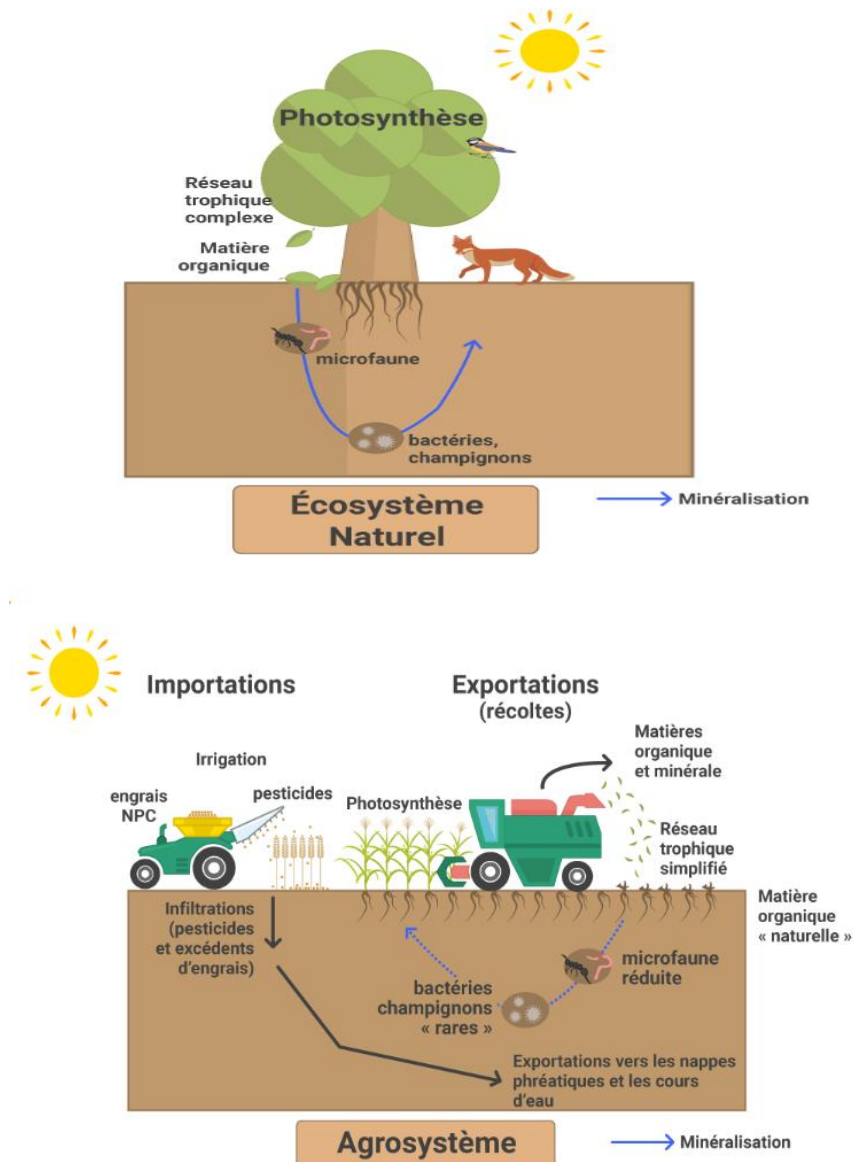 Photosynthèse
Réseau
trophique
complexe
Matière
organique
microfaune
bactéries,
champignons
Écosystème
Naturel
Minéralisation
Importations
Exportations
(récoltes)
Irrigation
engrais
NPC
pesticides
Photosynthèse
Matières
organique
et minérale
Réseau
trophique
simplifié
Infiltrations
(pesticides
et excédents
d'engrais)
Matière
organique
« naturelle »
microfaune
réduite
bactéries
champignons
« rares »
Exportations vers les nappes
phréatiques et les cours
d'eau
Agrosystème
Minéralisation